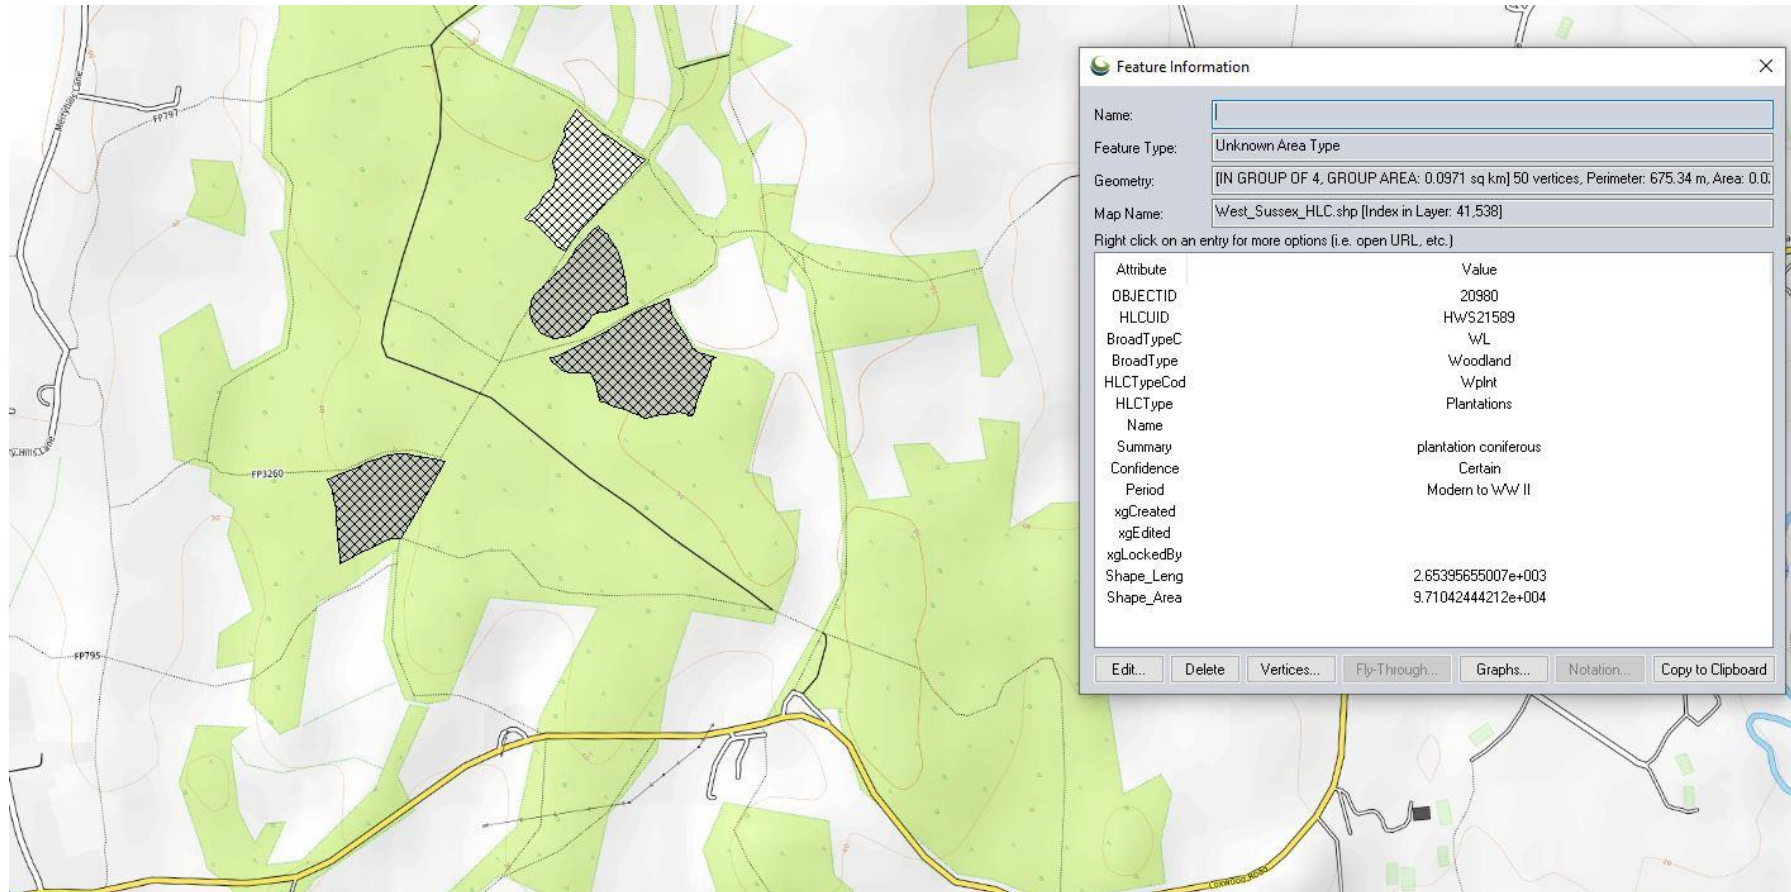 Merryhills Lane
FP797
FP3260
FP795
Loxwood Road
Feature Information
Name:
Feature Type: Unknown Area Type
Geometry: [IN GROUP OF 4, GROUP AREA: 0.0971 sq km] 50 vertices, Perimeter: 675.34 m, Area: 0.0
Map Name: West_Sussex_HLC.shp [Index in Layer: 41,538]
Right click on an entry for more options (i.e. open URL, etc.)
Attribute Value
OBJECTID 20980
HLCUID HWS21589
BroadTypeC WL
BroadType Woodland
HLCTypeCod Wplnt
HLCType Plantations
Name
Summary plantation coniferous
Confidence Certain
Period Modern to WW II
xgCreated
xgEdited
xgLockedBy
Shape_Leng 2.65395655007e+003
Shape_Area 9.71042444212e+004
Edit... Delete Vertices... Fly-Through... Graphs... Notation... Copy to Clipboard